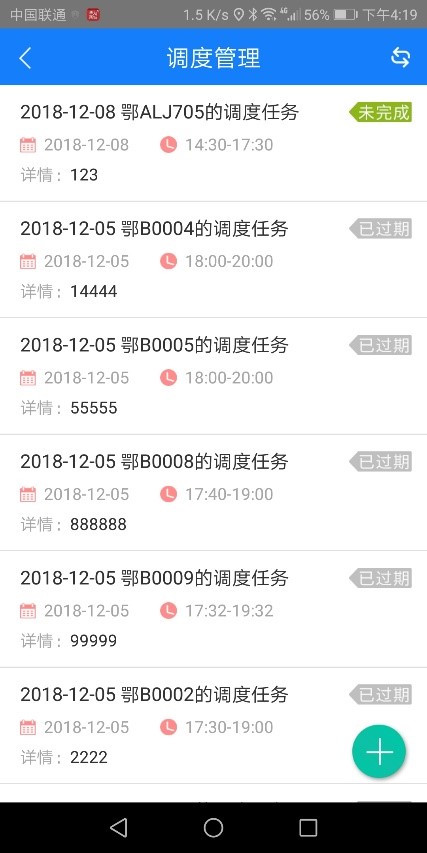 中国联通 1.5 K/s 56% 下午4:19
调度管理
2018-12-08 鄂ALJ705的调度任务 未完成
2018-12-08 14:30-17:30
详情：123
2018-12-05 鄂B0004的调度任务 已过期
2018-12-05 18:00-20:00
详情：14444
2018-12-05 鄂B0005的调度任务 已过期
2018-12-05 18:00-20:00
详情：55555
2018-12-05 鄂B0008的调度任务 已过期
2018-12-05 17:40-19:00
详情：888888
2018-12-05 鄂B0009的调度任务 已过期
2018-12-05 17:32-19:32
详情：99999
2018-12-05 鄂B0002的调度任务 已过期
2018-12-05 17:30-19:00
详情：2222